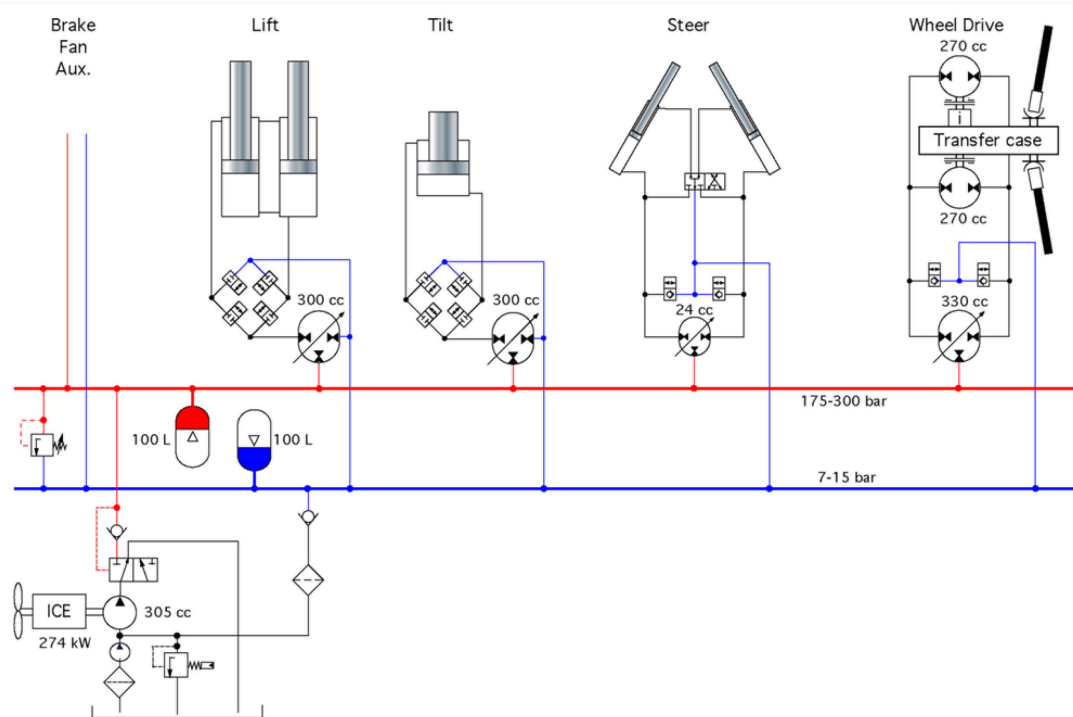 Brake
Fan
Aux.
Lift
Tilt
Steer
Wheel Drive
270 cc
Transfer case
270 cc
300 cc
300 cc
24 cc
330 cc
175-300 bar
100 L
100 L
7-15 bar
ICE
305 cc
274 kW